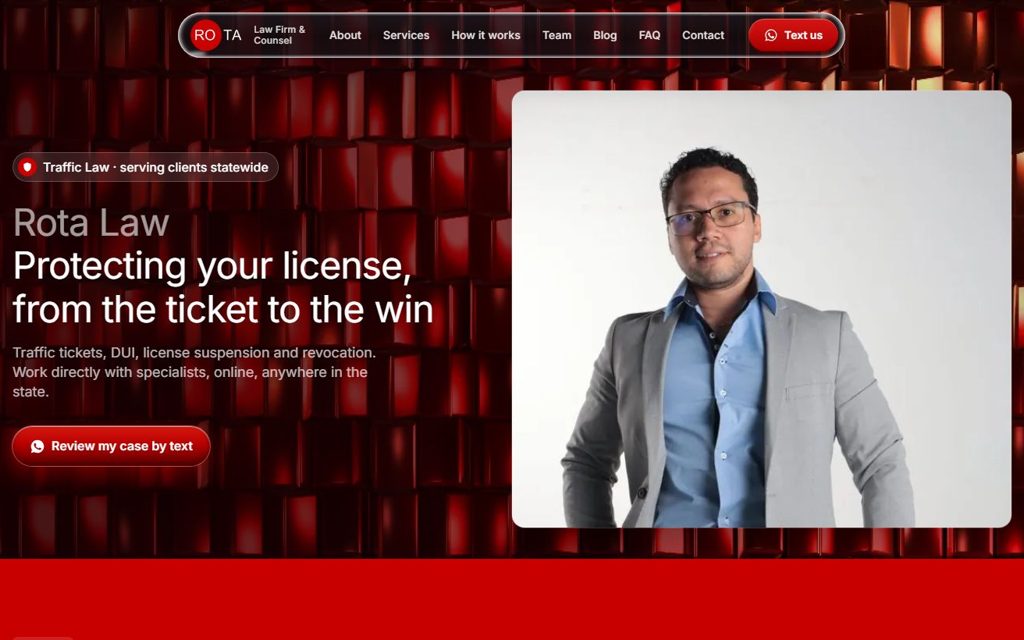 RO TA
Law Firm &
Counsel
About
Services
How it works
Team
Blog
FAQ
Contact
Text us
Traffic Law · serving clients statewide
Rota Law
Protecting your license,
from the ticket to the win
Traffic tickets, DUI, license suspension and revocation.
Work directly with specialists, online, anywhere in the
state.
Review my case by text